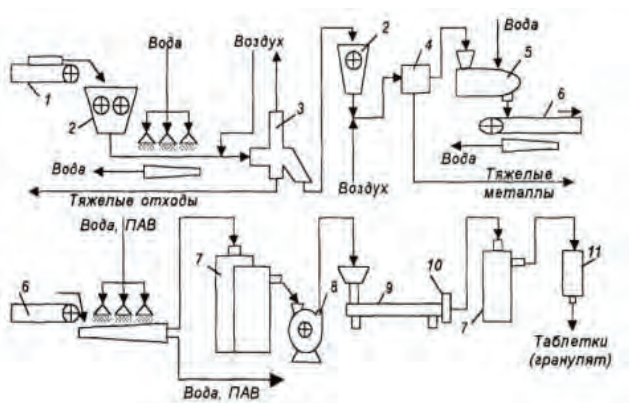 Вода
Воздух
2
4
Вода
5
1
2
3
6
Вода
Вода
Тяжелые отходы
Воздух
Тяжелые
металлы
Вода, ПАВ
6
7
8
9
10
7
11
Таблетки
(гранулят)
Вода, ПАВ